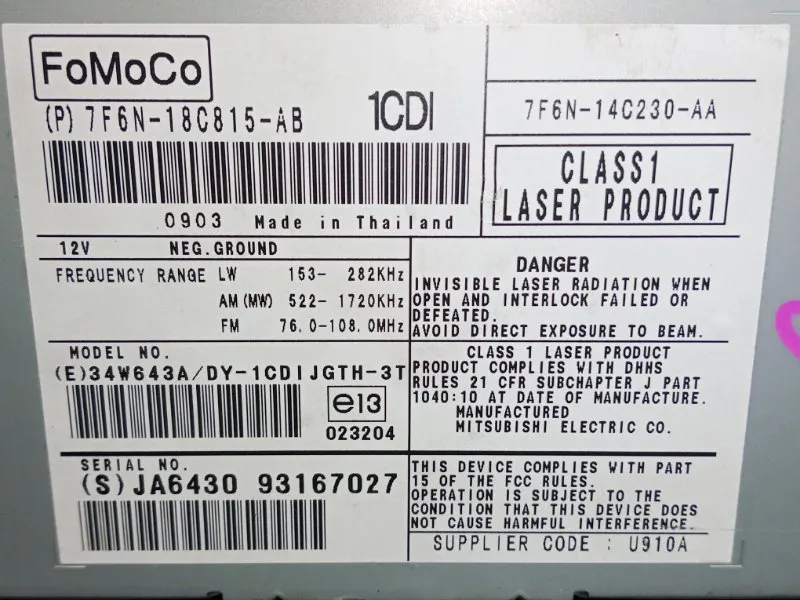 FoMoCo
(P) 7F6N-18C815-AB 1CDI
0903 Made in Thailand
7F6N-14C230-AA
CLASS1
LASER PRODUCT
12V NEG.GROUND
FREQUENCY RANGE LW 153- 282KHz
AM (MW) 522- 1720KHz
FM 76.0-108.0MHz
MODEL NO.
(E)34W643A/DY-1CDIJGTH-3T
e13
023204
SERIAL NO.
(S)JA6430 93167027
DANGER
INVISIBLE LASER RADIATION WHEN
OPEN AND INTERLOCK FAILED OR
DEFEATED.
AVOID DIRECT EXPOSURE TO BEAM.
CLASS 1 LASER PRODUCT
PRODUCT COMPLIES WITH DHHS
RULES 21 CFR SUBCHAPTER J PART
1040:10 AT DATE OF MANUFACTURE.
MANUFACTURED
MITSUBISHI ELECTRIC CO.
THIS DEVICE COMPLIES WITH PART
15 OF THE FCC RULES.
OPERATION IS SUBJECT TO THE
CONDITION THAT THIS DEVICE DOES
NOT CAUSE HARMFUL INTERFERENCE.
SUPPLIER CODE : U910A